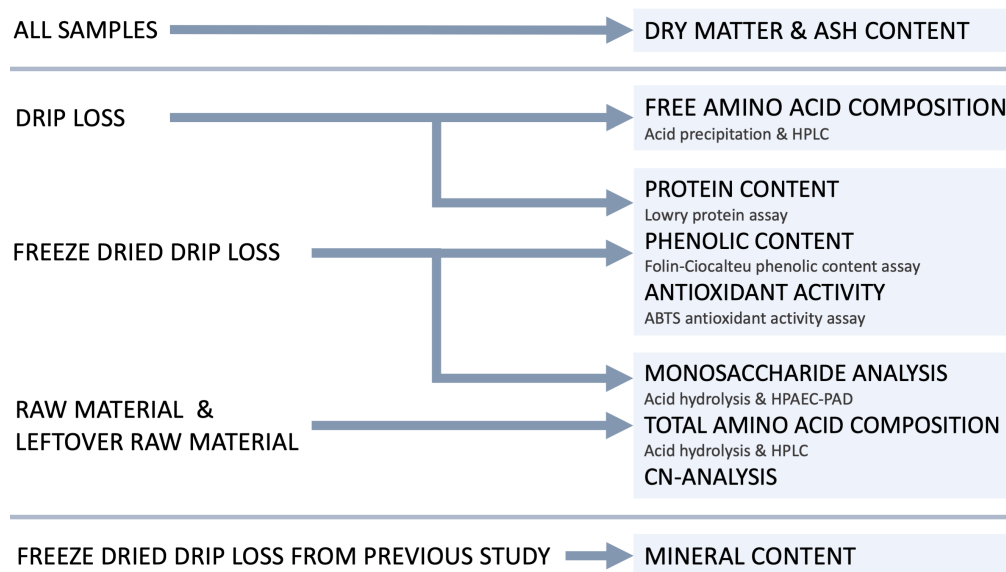 ALL SAMPLES
DRY MATTER & ASH CONTENT
DRIP LOSS
FREE AMINO ACID COMPOSITION
Acid precipitation & HPLC
PROTEIN CONTENT
Lowry protein assay
FREEZE DRIED DRIP LOSS
PHENOLIC CONTENT
Folin-Ciocalteu phenolic content assay
ANTIOXIDANT ACTIVITY
ABTS antioxidant activity assay
MONOSACCHARIDE ANALYSIS
Acid hydrolysis & HPAEC-PAD
RAW MATERIAL &
LEFTOVER RAW MATERIAL
TOTAL AMINO ACID COMPOSITION
Acid hydrolysis & HPLC
CN-ANALYSIS
FREEZE DRIED DRIP LOSS FROM PREVIOUS STUDY
MINERAL CONTENT